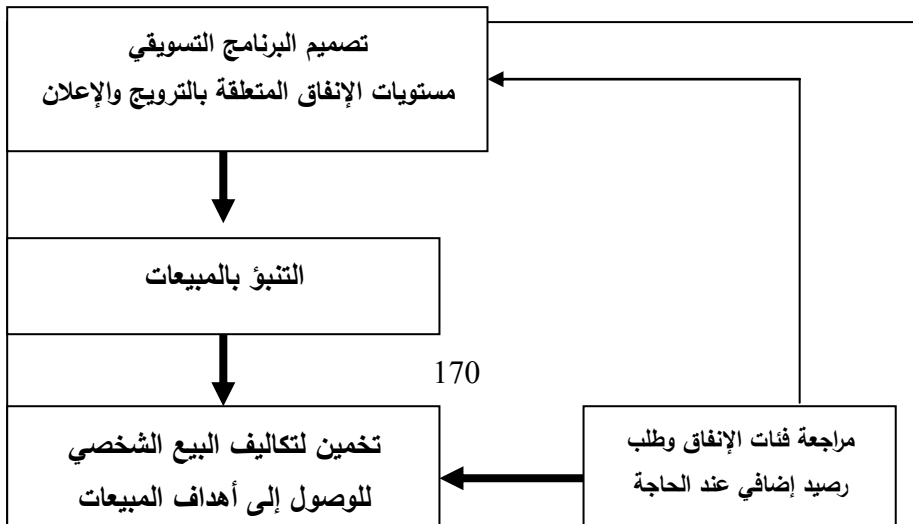 تصميم البرنامج التسويقي
مستويات الإنفاق المتعلقة بالترويج والإعلان
التنبؤ بالمبيعات
170
تخمين لتكاليف البيع الشخصي
للوصول إلى أهداف المبيعات
مراجعة فئات الإنفاق وطلب
رصيد إضافي عند الحاجة